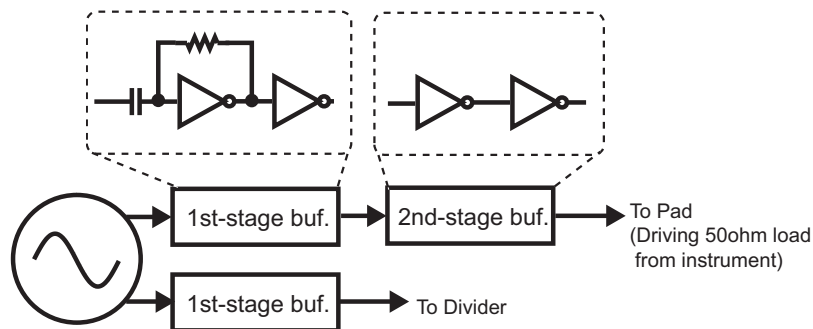 1st-stage buf.
2nd-stage buf.
To Pad
(Driving 50ohm load
from instrument)
1st-stage buf.
To Divider